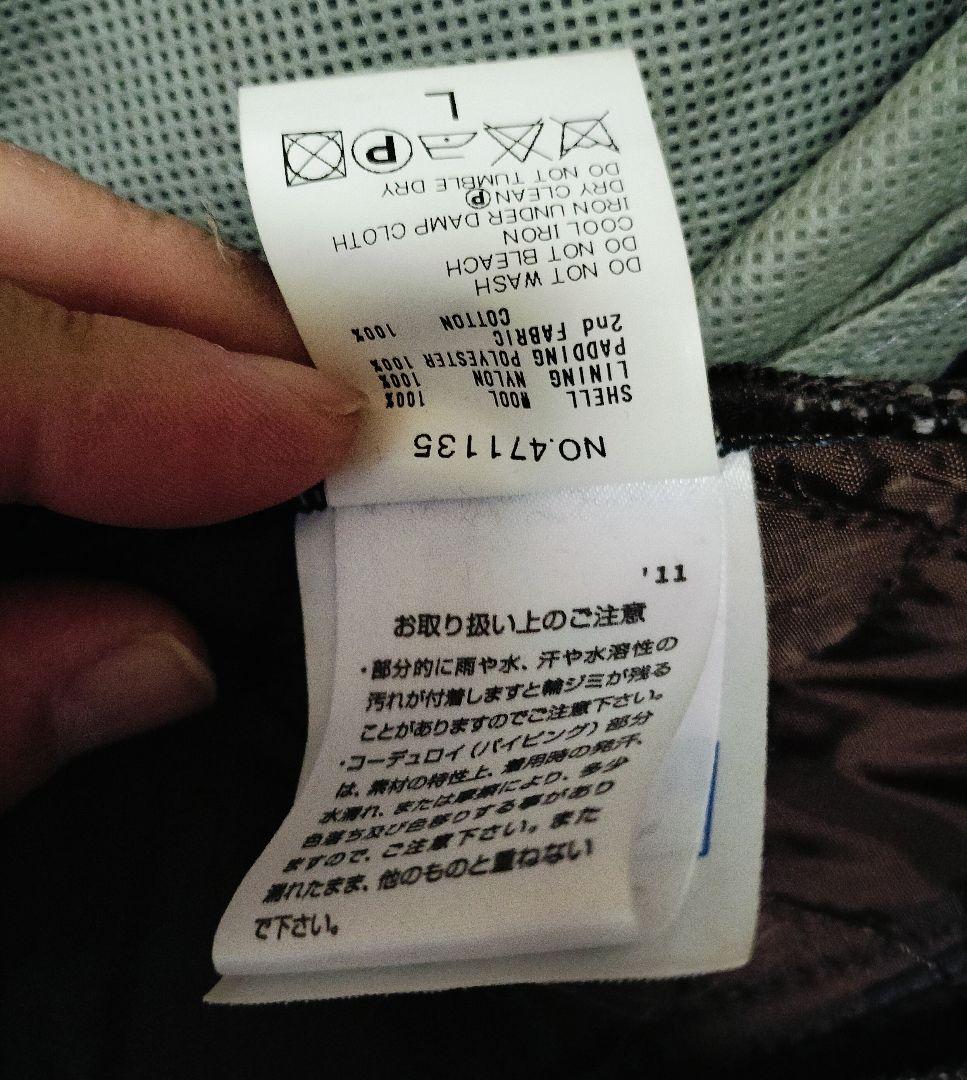 NO.471135
SHELL WOOL 100%
LINING NYLON 100%
PADDING POLYESTER 100%
2nd FABRIC
COTTON 100%
DO NOT WASH
DO NOT BLEACH
COOL IRON
IRON UNDER DAMP CLOTH
DRY CLEAN Ⓟ
DO NOT TUMBLE DRY
P
L
'11
お取り扱い上のご注意
・部分的に雨や水、汗や水溶性の
汚れが付着しますと輪ジミが残る
ことがありますのでご注意下さい。
・コーデュロイ(パイピング)部分
は、素材の特性上、着用時の発汗、
水濡れ、または摩擦により、多少
色落ち及び色移りする事があり
ますので、ご注意下さい。また
濡れたまま、他のものと重ねない
で下さい。